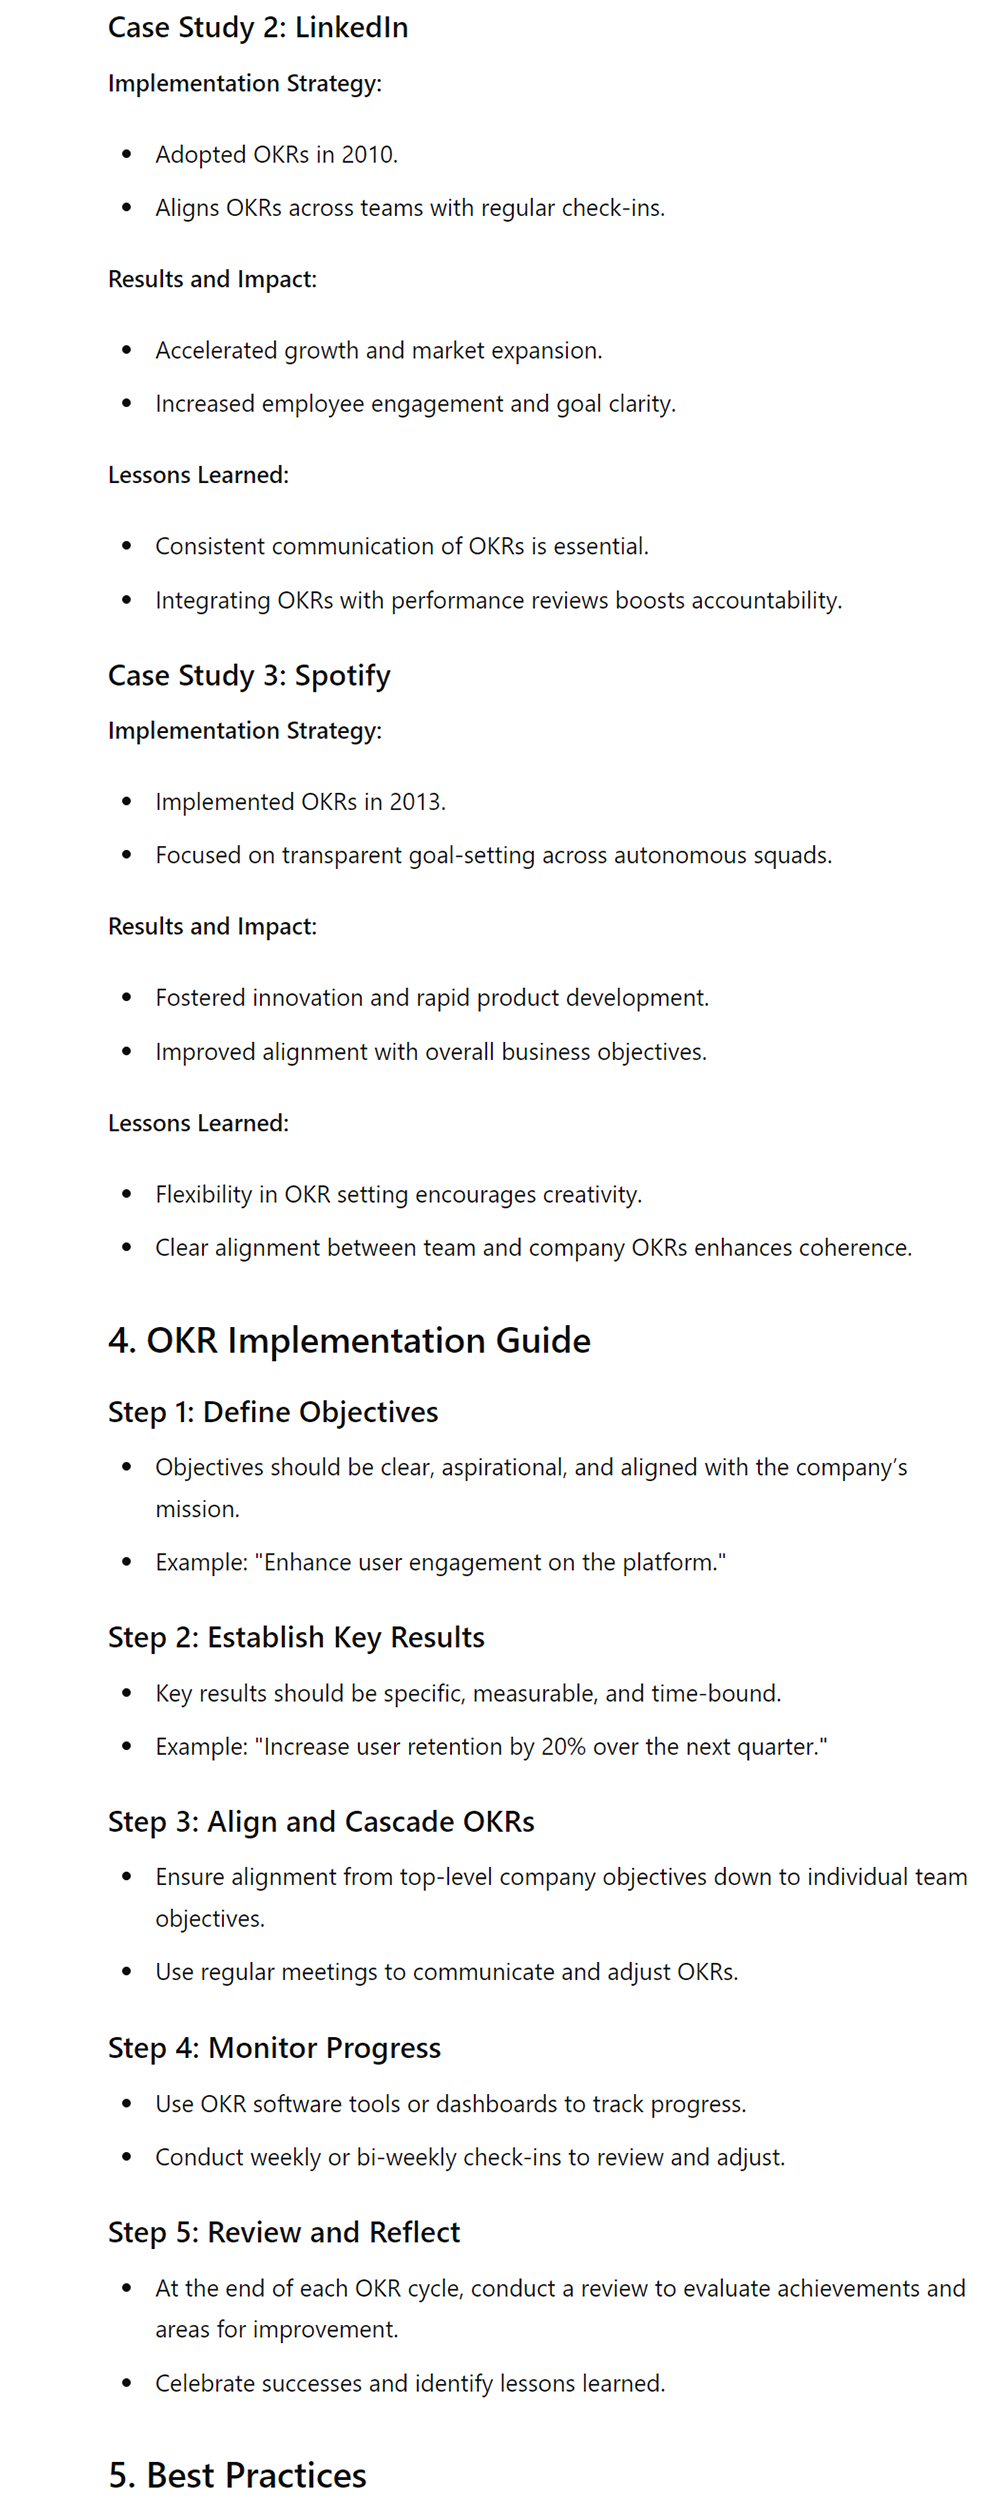 Case Study 2: LinkedIn
Implementation Strategy:
• Adopted OKRs in 2010.
• Aligns OKRs across teams with regular check-ins.
Results and Impact:
• Accelerated growth and market expansion.
• Increased employee engagement and goal clarity.
Lessons Learned:
• Consistent communication of OKRs is essential.
• Integrating OKRs with performance reviews boosts accountability.
Case Study 3: Spotify
Implementation Strategy:
• Implemented OKRs in 2013.
• Focused on transparent goal-setting across autonomous squads.
Results and Impact:
• Fostered innovation and rapid product development.
• Improved alignment with overall business objectives.
Lessons Learned:
• Flexibility in OKR setting encourages creativity.
• Clear alignment between team and company OKRs enhances coherence.
4. OKR Implementation Guide
Step 1: Define Objectives
• Objectives should be clear, aspirational, and aligned with the company’s
mission.
• Example: "Enhance user engagement on the platform."
Step 2: Establish Key Results
• Key results should be specific, measurable, and time-bound.
• Example: "Increase user retention by 20% over the next quarter."
Step 3: Align and Cascade OKRs
• Ensure alignment from top-level company objectives down to individual team
objectives.
• Use regular meetings to communicate and adjust OKRs.
Step 4: Monitor Progress
• Use OKR software tools or dashboards to track progress.
• Conduct weekly or bi-weekly check-ins to review and adjust.
Step 5: Review and Reflect
• At the end of each OKR cycle, conduct a review to evaluate achievements and
areas for improvement.
• Celebrate successes and identify lessons learned.
5. Best Practices